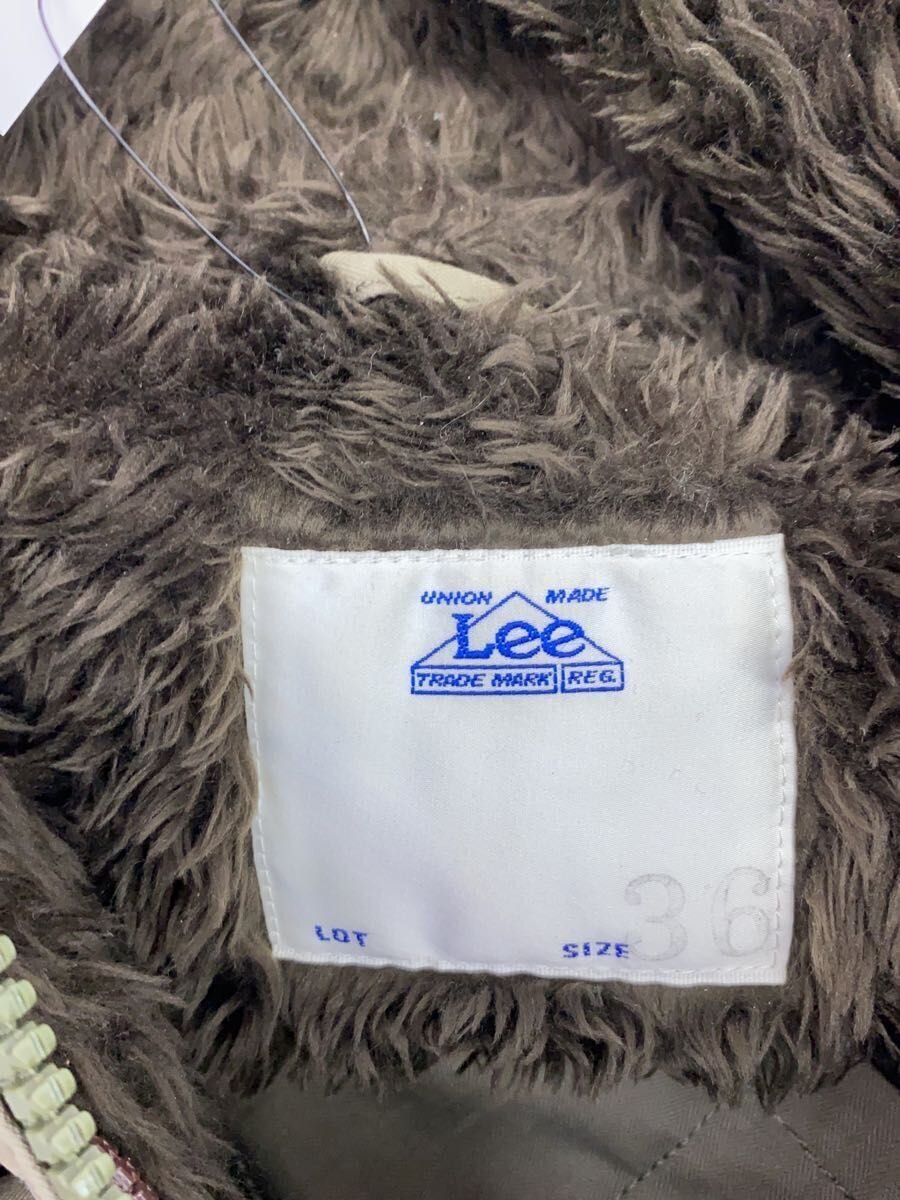 UNION MADE
Lee
TRADE MARK REG.
LOT
SIZE 36